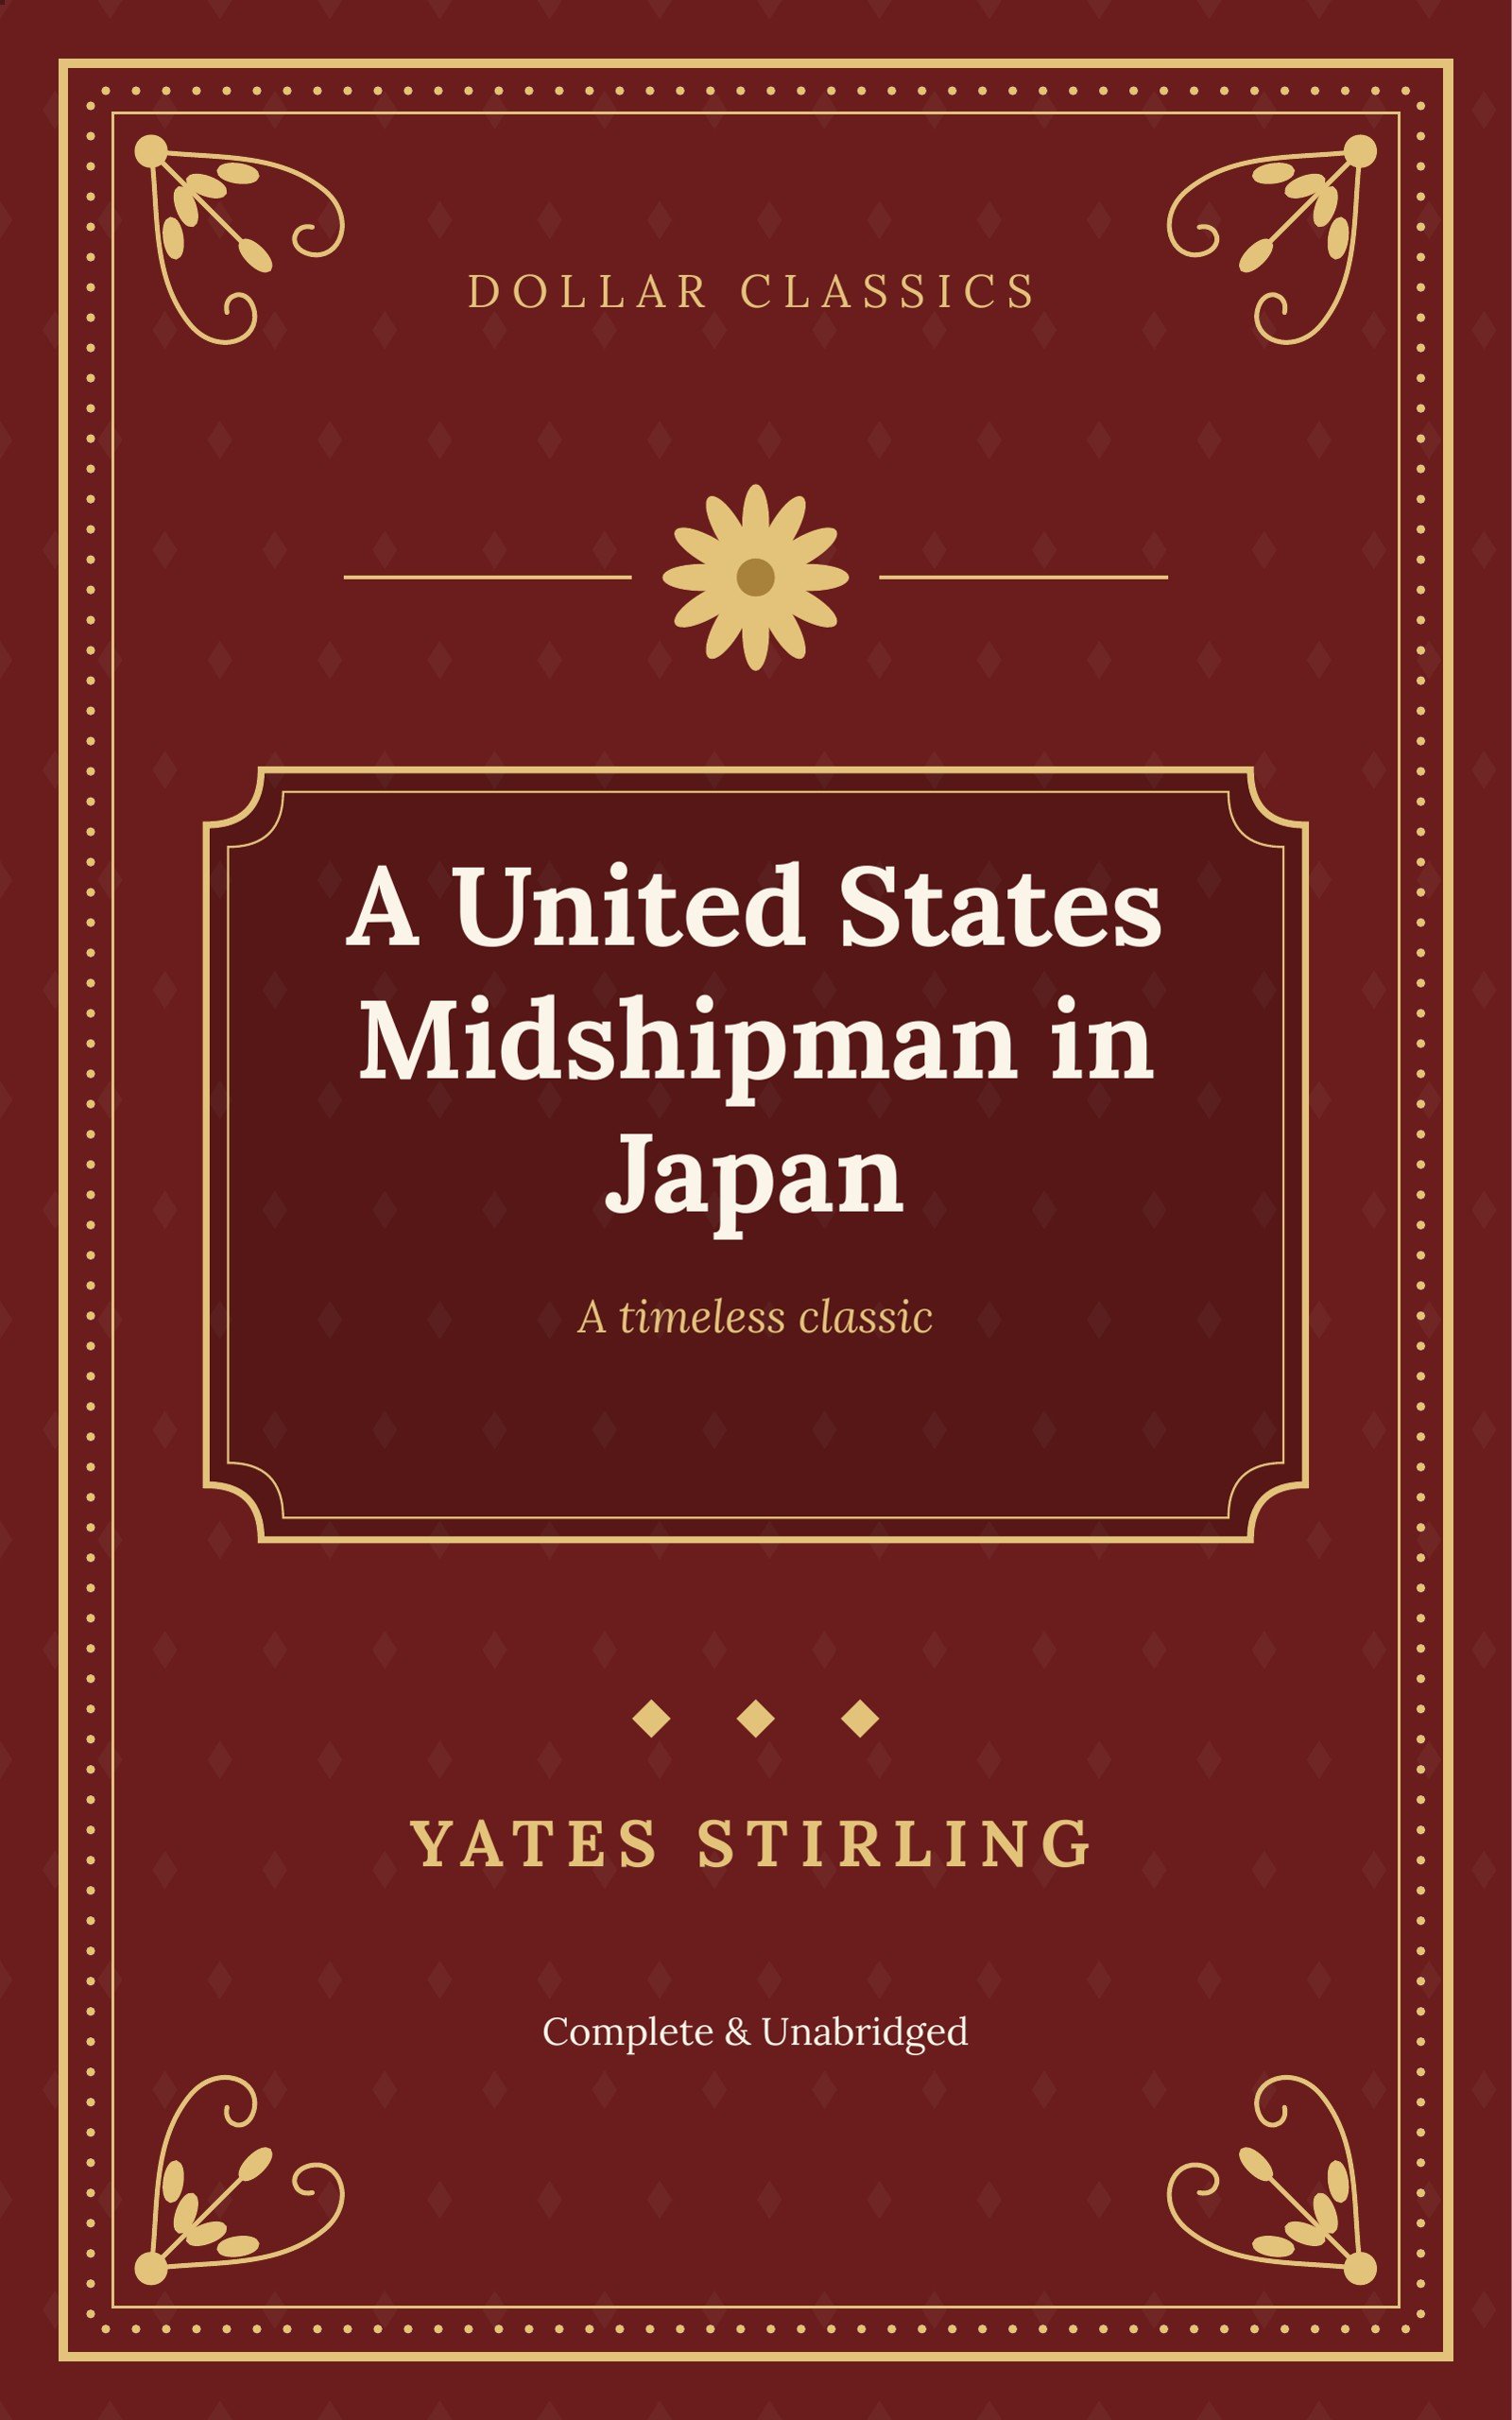 DOLLAR CLASSICS
A United States
Midshipman in
Japan
A timeless classic
YATES STIRLING
Complete & Unabridged